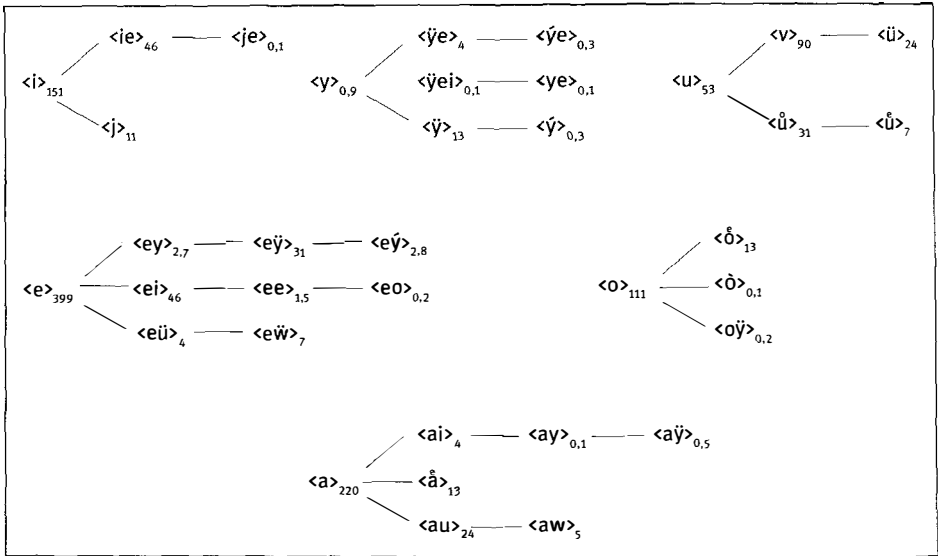 <ie>46 <je>0,1 <ÿe>4 <ýe>0,3 <v>90 <ü>24
<i>151 <y>0,9 <ÿei>0,1 <ye>0,1 <u>53
<j>11 <ÿ>13 <ý>0,3 <ů>31 <uͤ>7
<ey>2,7 <eÿ>31 <eý>2,8 <oͤ>13
<e>399 <ei>46 <ee>1,5 <eo>0,2 <o>111 <ò>0,1
<eü>4 <eẅ>7 <oÿ>0,2
<ai>4 <ay>0,1 <aÿ>0,5
<a>220 <aͤ>13
<au>24 <aw>5